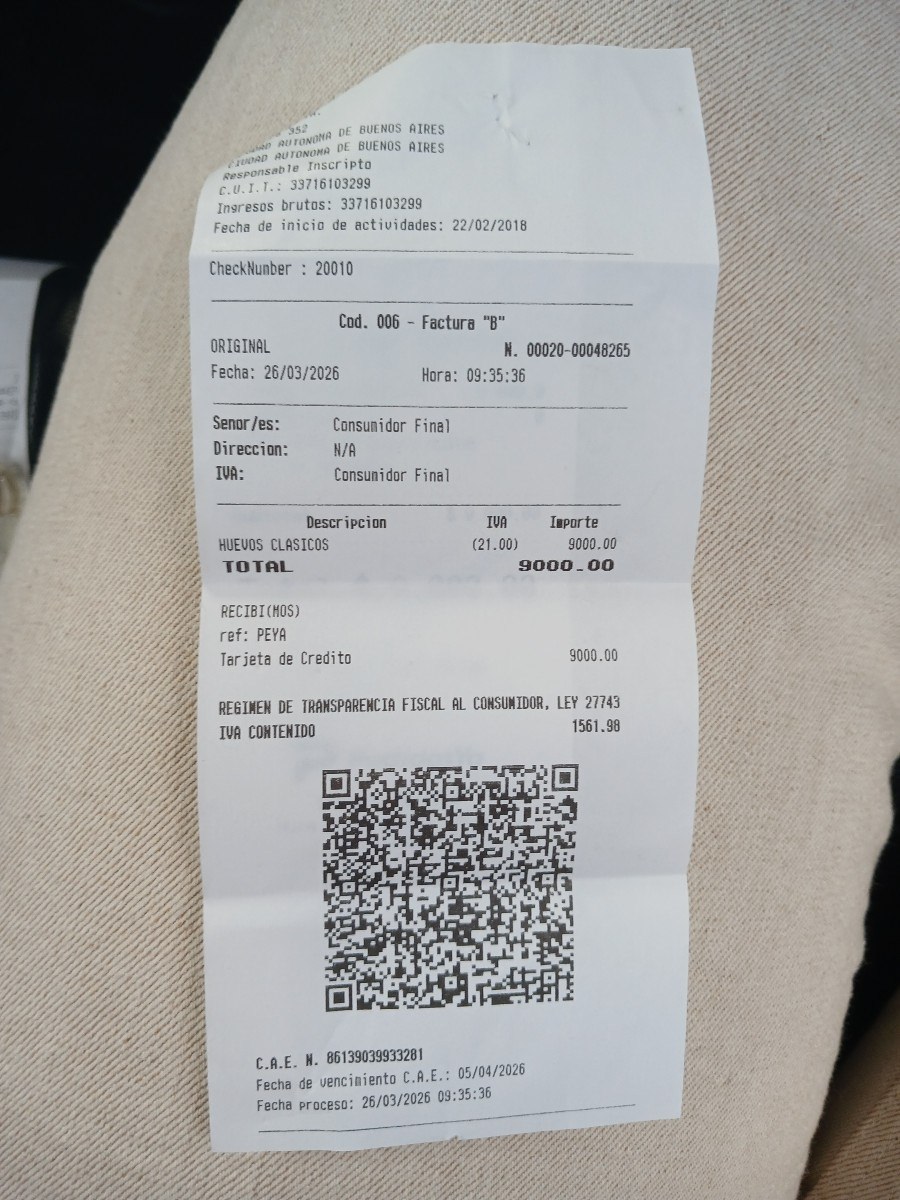 352
CIUDAD AUTONOMA DE BUENOS AIRES
CIUDAD AUTONOMA DE BUENOS AIRES
Responsable Inscripto
C.U.I.T.: 33716103299
Ingresos brutos: 33716103299
Fecha de inicio de actividades: 22/02/2018
CheckNumber : 20010
Cod. 006 - Factura "B"
ORIGINAL N. 00020-00048265
Fecha: 26/03/2026 Hora: 09:35:36
Senor/es: Consumidor Final
Direccion: N/A
IVA: Consumidor Final
Descripcion IVA Importe
HUEVOS CLASICOS (21.00) 9000.00
TOTAL 9000.00
RECIBI(MOS)
ref: PEYA
Tarjeta de Credito 9000.00
REGIMEN DE TRANSPARENCIA FISCAL AL CONSUMIDOR, LEY 27743
IVA CONTENIDO 1561.98
C.A.E. N. 86139039933281
Fecha de vencimiento C.A.E.: 05/04/2026
Fecha proceso: 26/03/2026 09:35:36